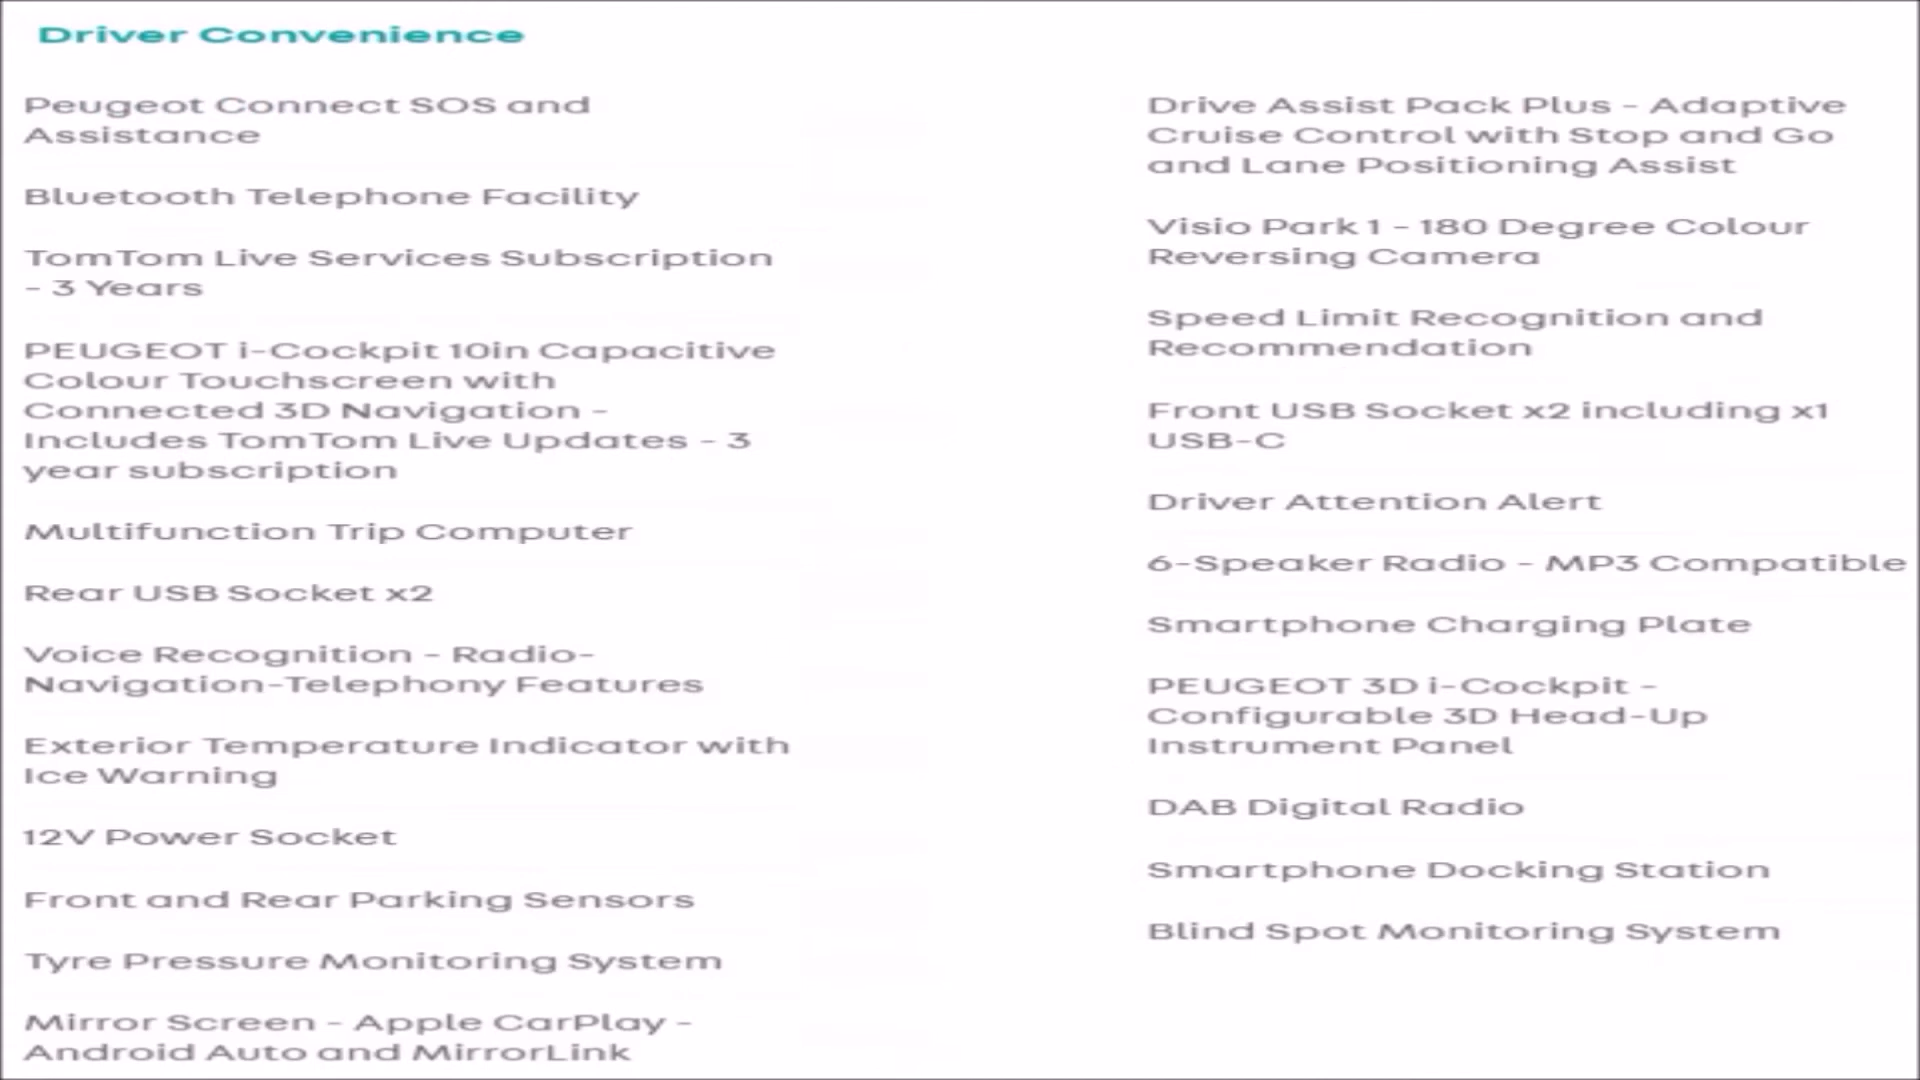 Driver Convenience
Peugeot Connect SOS and
Assistance
Bluetooth Telephone Facility
TomTom Live Services Subscription
- 3 Years
PEUGEOT i-Cockpit 10in Capacitive
Colour Touchscreen with
Connected 3D Navigation -
Includes TomTom Live Updates - 3
year subscription
Multifunction Trip Computer
Rear USB Socket x2
Voice Recognition - Radio-
Navigation-Telephony Features
Exterior Temperature Indicator with
Ice Warning
12V Power Socket
Front and Rear Parking Sensors
Tyre Pressure Monitoring System
Mirror Screen - Apple CarPlay -
Android Auto and MirrorLink
Drive Assist Pack Plus - Adaptive
Cruise Control with Stop and Go
and Lane Positioning Assist
Visio Park 1 - 180 Degree Colour
Reversing Camera
Speed Limit Recognition and
Recommendation
Front USB Socket x2 including x1
USB-C
Driver Attention Alert
6-Speaker Radio - MP3 Compatible
Smartphone Charging Plate
PEUGEOT 3D i-Cockpit -
Configurable 3D Head-Up
Instrument Panel
DAB Digital Radio
Smartphone Docking Station
Blind Spot Monitoring System